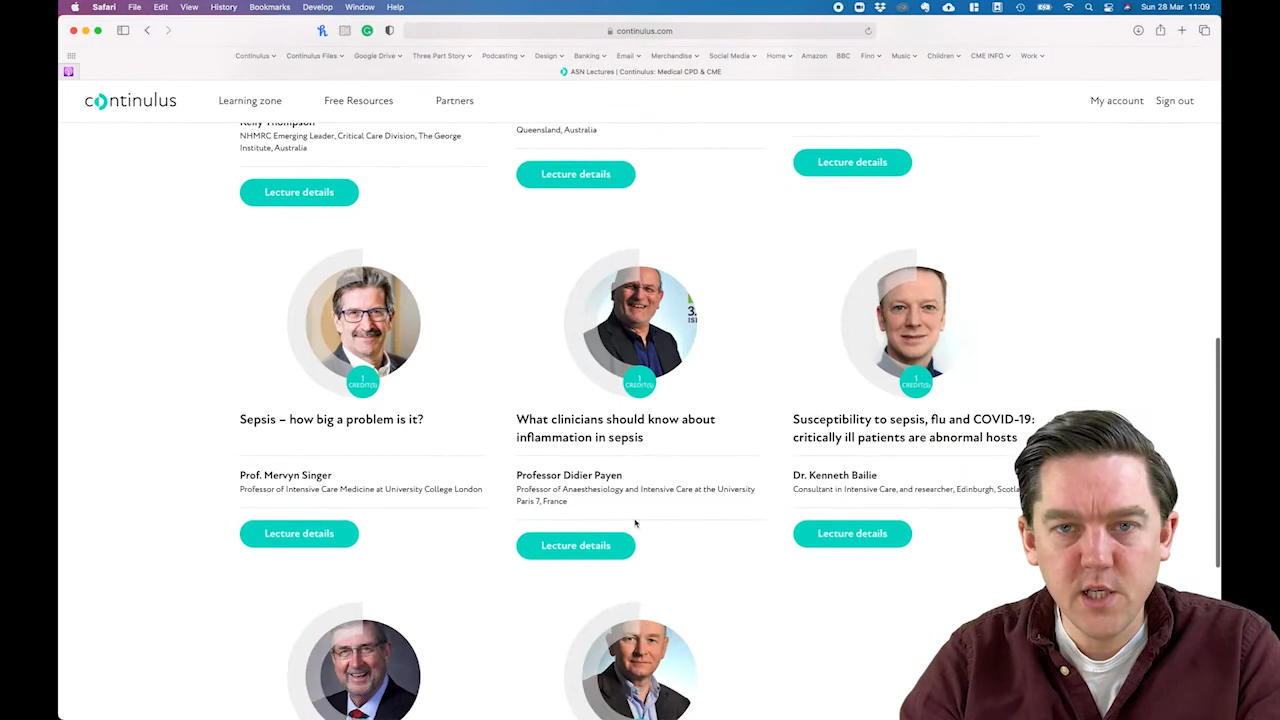 Safari File Edit View History Bookmarks Develop Window Help Sun 28 Mar 11:09
continulus.com
Continulus Continulus Files Google Drive Three Part Story Podcasting Design Banking Email Merchandise Social Media Home Amazon BBC Finn Music Children CME INFO Work
ASN Lectures | Continulus: Medical CPD & CME
continulus Learning zone Free Resources Partners My account Sign out
Kelly Thompson
NHMRC Emerging Leader, Critical Care Division, The George
Institute, Australia
Lecture details
Queensland, Australia
Lecture details
Lecture details
1
CREDIT(S)
Sepsis – how big a problem is it?
Prof. Mervyn Singer
Professor of Intensive Care Medicine at University College London
Lecture details
3.
ISI
1
CREDIT(S)
What clinicians should know about
inflammation in sepsis
Professor Didier Payen
Professor of Anaesthesiology and Intensive Care at the University
Paris 7, France
Lecture details
1
CREDIT(S)
Susceptibility to sepsis, flu and COVID-19:
critically ill patients are abnormal hosts
Dr. Kenneth Bailie
Consultant in Intensive Care, and researcher, Edinburgh,
Lecture details